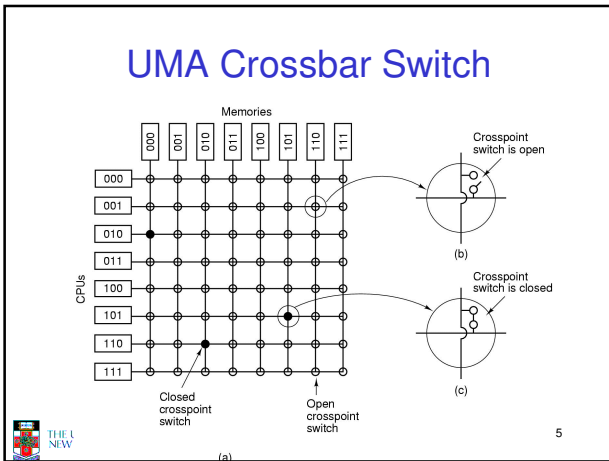 UMA Crossbar Switch
Memories
000 001 010 011 100 101 110 111
Crosspoint
switch is open
000
001
010
(b)
011
CPUs
100
Crosspoint
switch is closed
101
110
111
(c)
Closed
crosspoint
switch
Open
crosspoint
switch
THE U
NEW
5
(a)